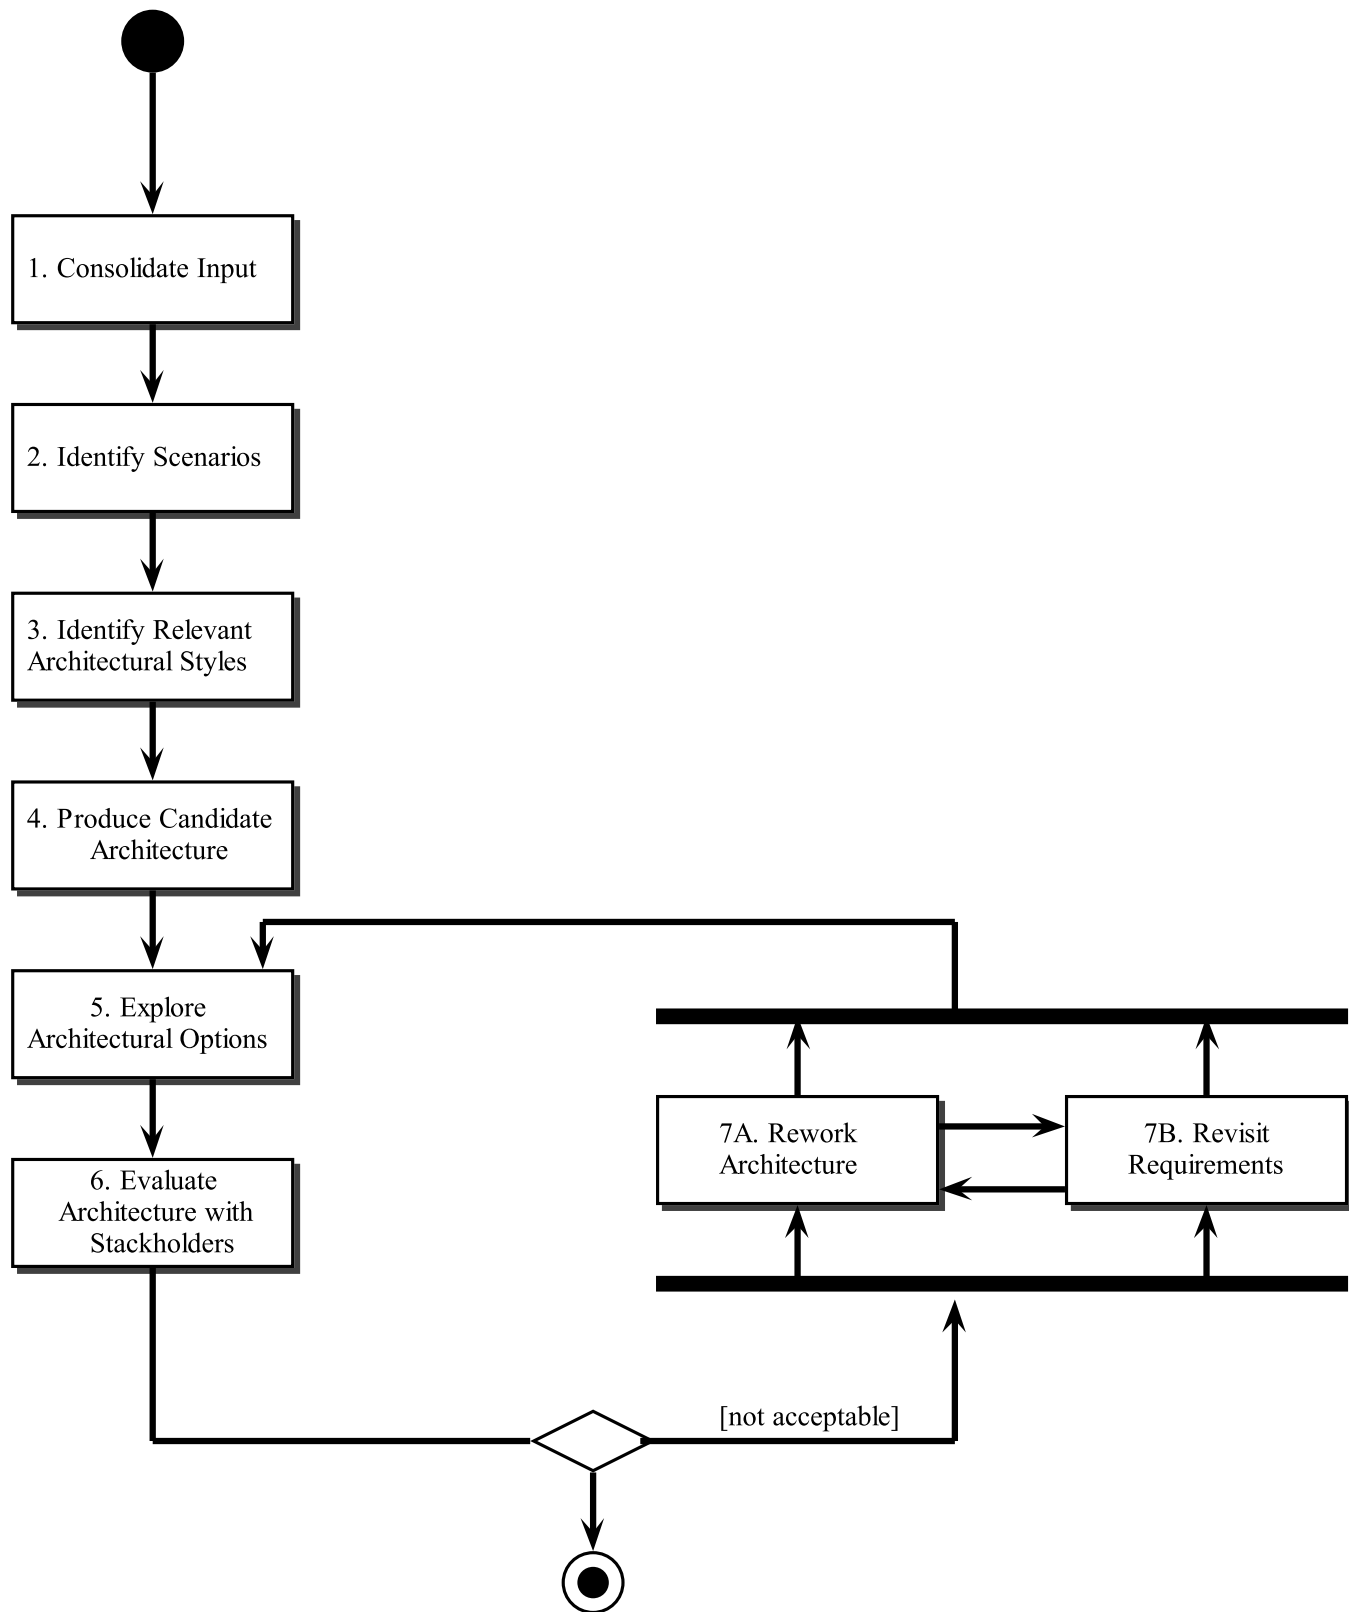 1. Consolidate Input
2. Identify Scenarios
3. Identify Relevant
Architectural Styles
4. Produce Candidate
Architecture
5. Explore
Architectural Options
6. Evaluate
Architecture with
Stackholders
7A. Rework
Architecture
7B. Revisit
Requirements
[not acceptable]